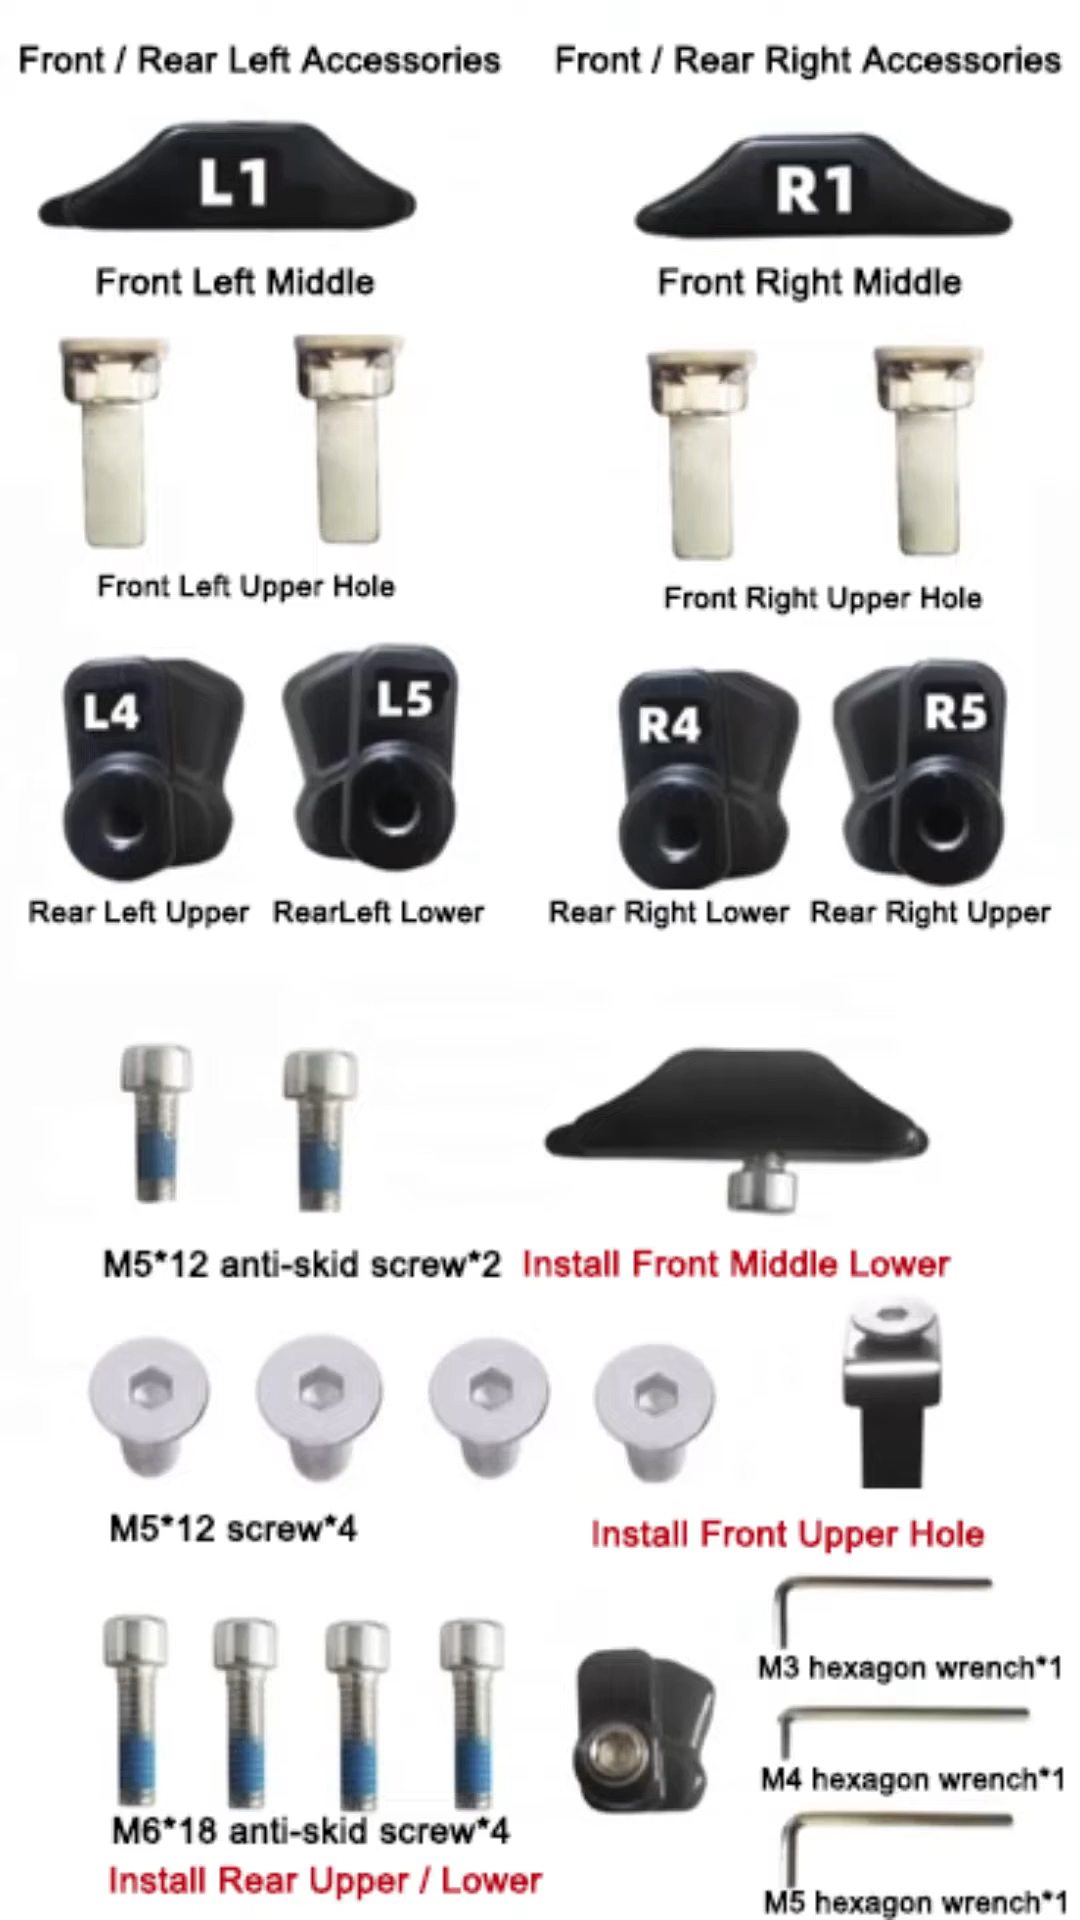 Front / Rear Left Accessories
Front / Rear Right Accessories
L1
R1
Front Left Middle
Front Right Middle
Front Left Upper Hole
Front Right Upper Hole
L4
L5
R4
R5
Rear Left Upper
RearLeft Lower
Rear Right Lower
Rear Right Upper
M5*12 anti-skid screw*2
Install Front Middle Lower
M5*12 screw*4
Install Front Upper Hole
M3 hexagon wrench*1
M4 hexagon wrench*1
M6*18 anti-skid screw*4
Install Rear Upper / Lower
M5 hexagon wrench*1